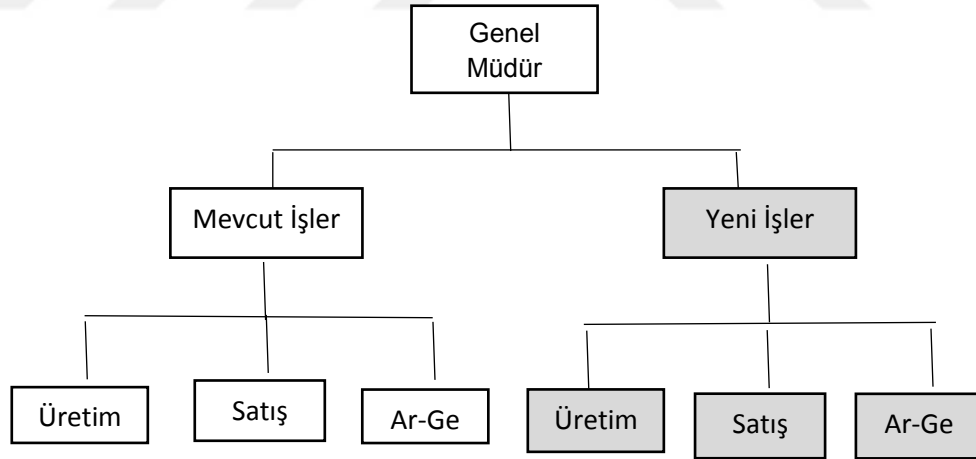 Genel
Müdür
Mevcut İşler
Yeni İşler
Üretim
Satış
Ar-Ge
Üretim
Satış
Ar-Ge